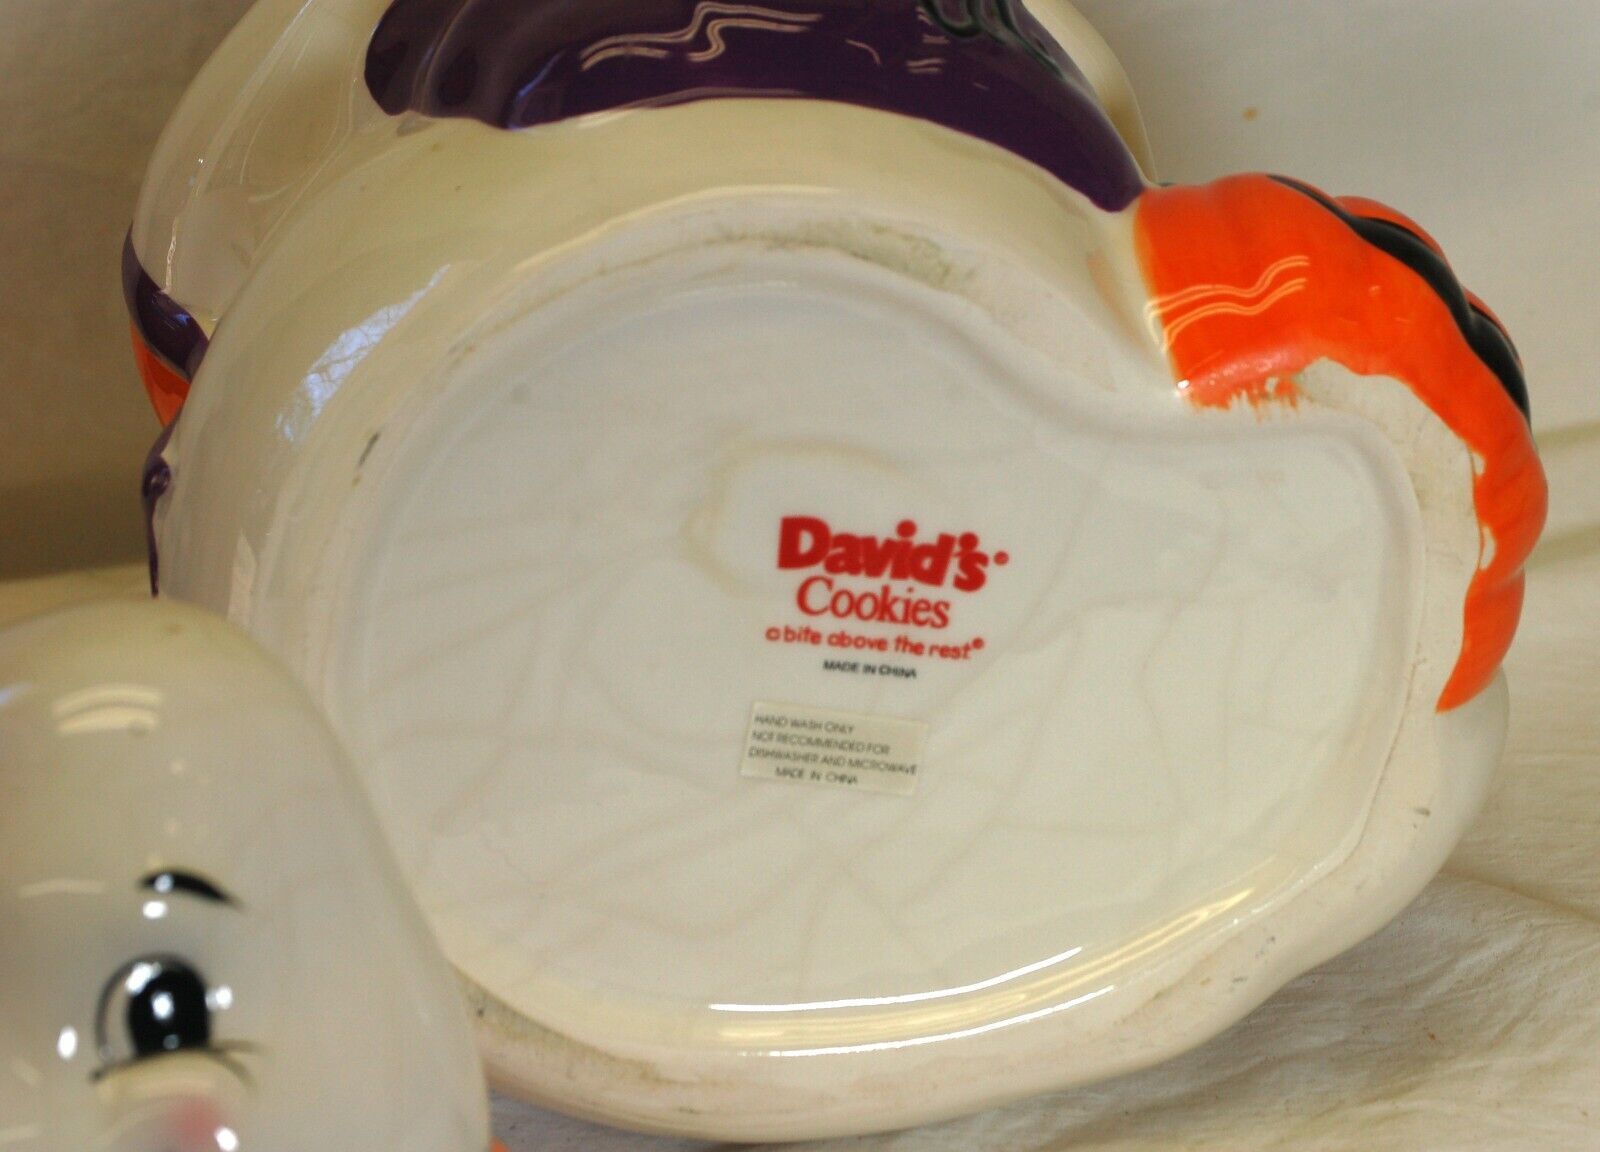 David's®
Cookies
a bite above the rest®
MADE IN CHINA
HAND WASH ONLY
NOT RECOMMENDED FOR
DISHWASHER AND MICROWAVE
MADE IN CHINA